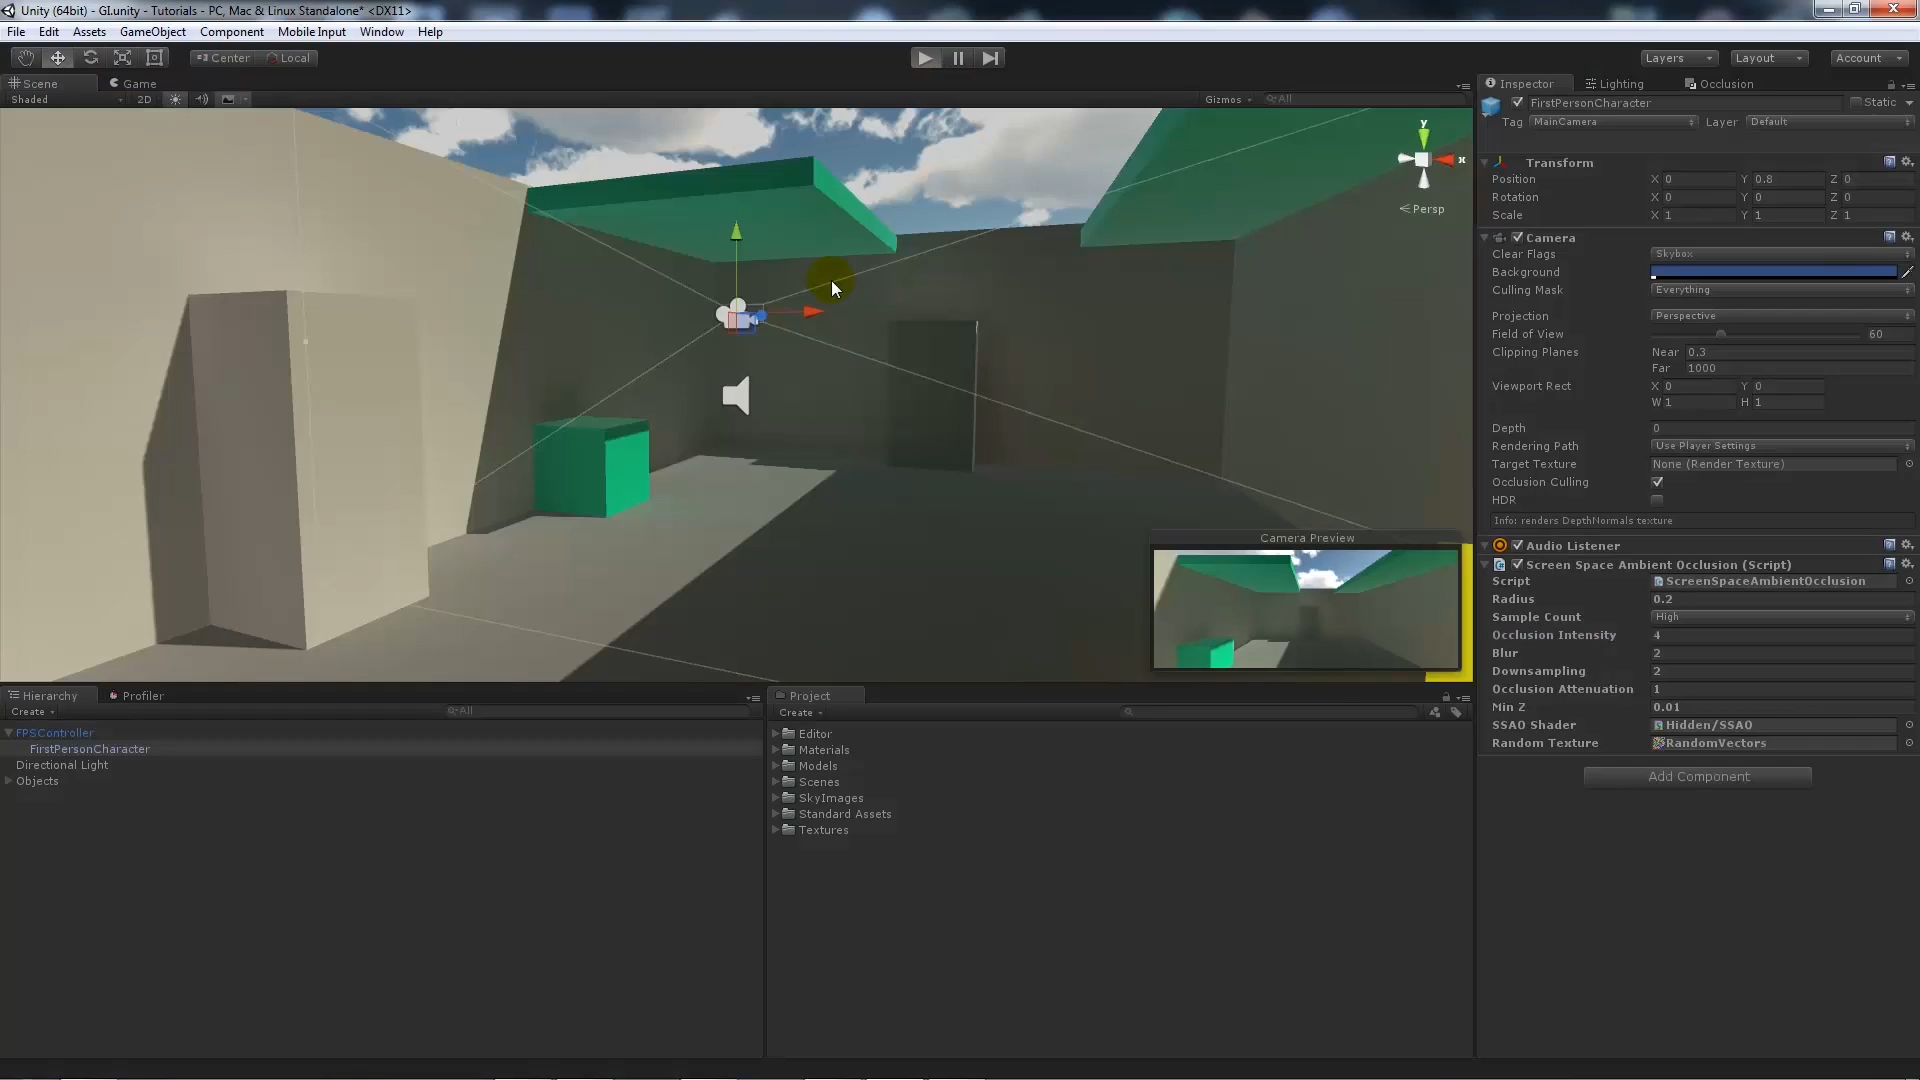 Unity (64bit) - GI.unity - Tutorials - PC, Mac & Linux Standalone* <DX11>
File Edit Assets GameObject Component Mobile Input Window Help
Center Local
Layers Layout Account
Scene Game
Shaded 2D Gizmos All
y
x
Persp
Camera Preview
Hierarchy Profiler
Create All
FPSController
FirstPersonCharacter
Directional Light
Objects
Project
Create
Editor
Materials
Models
Scenes
SkyImages
Standard Assets
Textures
Inspector Lighting Occlusion
FirstPersonCharacter Static
Tag MainCamera Layer Default
Transform
Position X 0 Y 0.8 Z 0
Rotation X 0 Y 0 Z 0
Scale X 1 Y 1 Z 1
Camera
Clear Flags Skybox
Background
Culling Mask Everything
Projection Perspective
Field of View 60
Clipping Planes Near 0.3
Far 1000
Viewport Rect X 0 Y 0
W 1 H 1
Depth 0
Rendering Path Use Player Settings
Target Texture None (Render Texture)
Occlusion Culling
HDR
Info: renders DepthNormals texture
Audio Listener
Screen Space Ambient Occlusion (Script)
Script ScreenSpaceAmbientOcclusion
Radius 0.2
Sample Count High
Occlusion Intensity 4
Blur 2
Downsampling 2
Occlusion Attenuation 1
Min Z 0.01
SSAO Shader Hidden/SSAO
Random Texture RandomVectors
Add Component